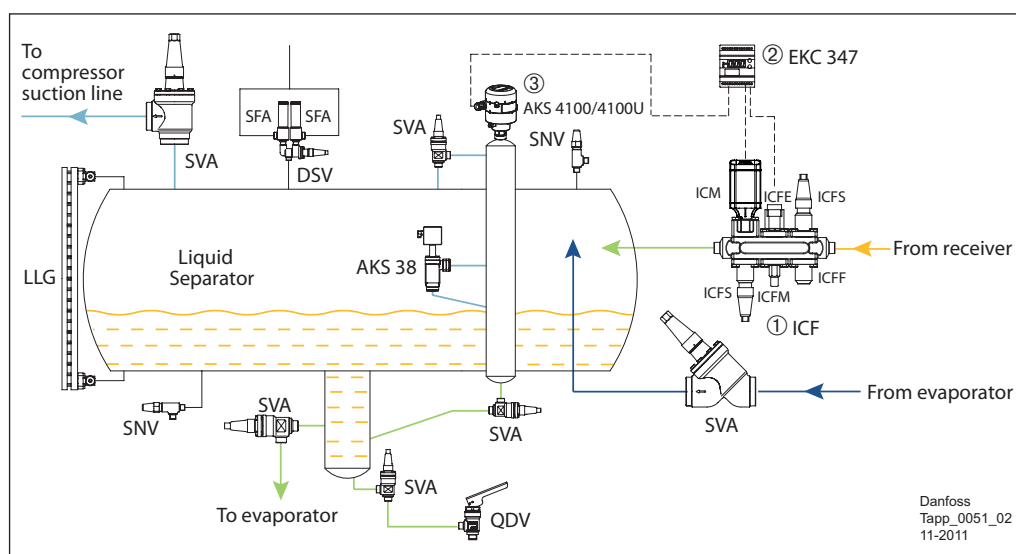 To
compressor
suction line
SVA
SFA
SFA
DSV
SVA
③
AKS 4100/4100U
SNV
② EKC 347
ICM
ICFE
ICFS
From receiver
ICFS
ICFM
ICFF
① ICF
LLG
Liquid
Separator
AKS 38
From evaporator
SVA
SNV
SVA
SVA
To evaporator
SVA
QDV
Danfoss
Tapp_0051_02
11-2011